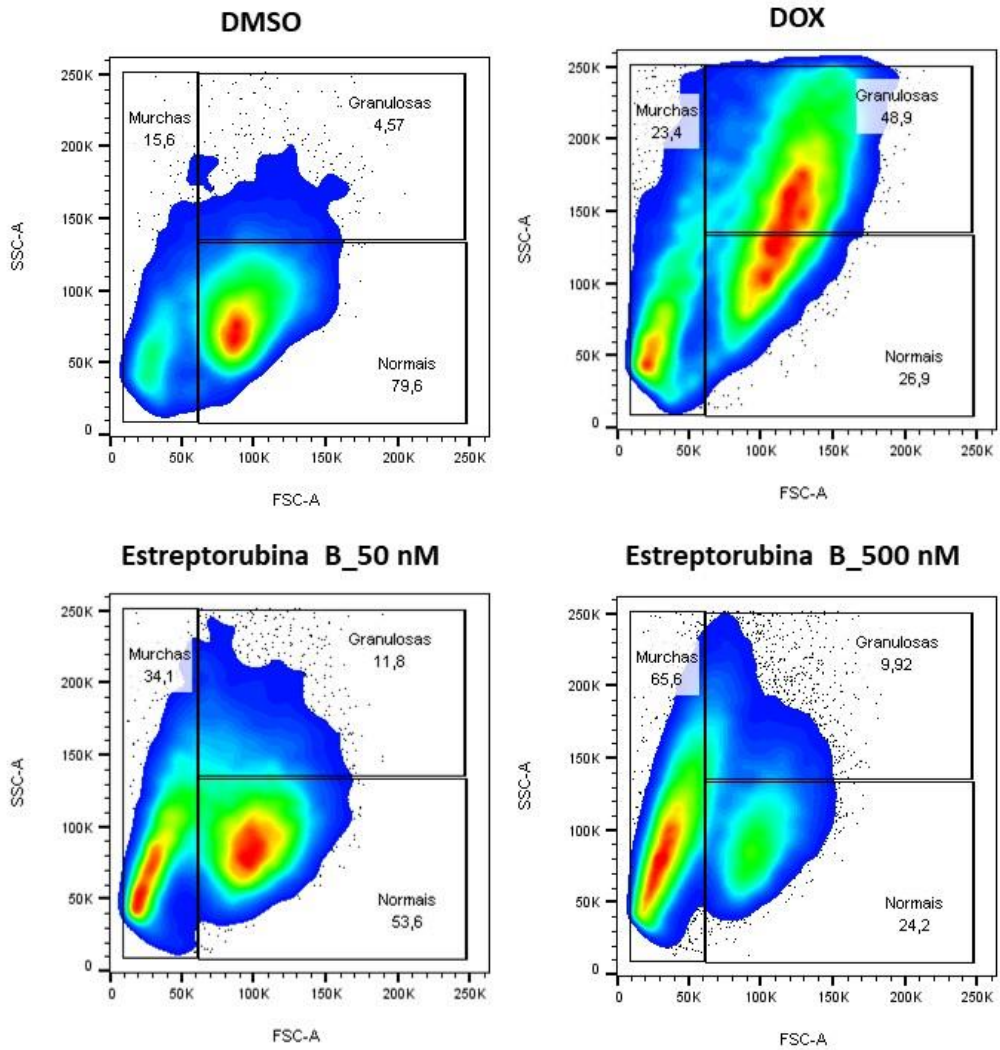 DMSO
250K
200K
150K
100K
50K
0
SSC-A
Murchas
15,6
Granulosas
4,57
Normais
79,6
0 50K 100K 150K 200K 250K
FSC-A
DOX
250K
200K
150K
100K
50K
0
SSC-A
Murchas
23,4
Granulosas
48,9
Normais
26,9
0 50K 100K 150K 200K 250K
FSC-A
Estreptorubina B_50 nM
250K
200K
150K
100K
50K
0
SSC-A
Murchas
34,1
Granulosas
11,8
Normais
53,6
0 50K 100K 150K 200K 250K
FSC-A
Estreptorubina B_500 nM
250K
200K
150K
100K
50K
0
SSC-A
Murchas
65,6
Granulosas
9,92
Normais
24,2
0 50K 100K 150K 200K 250K
FSC-A